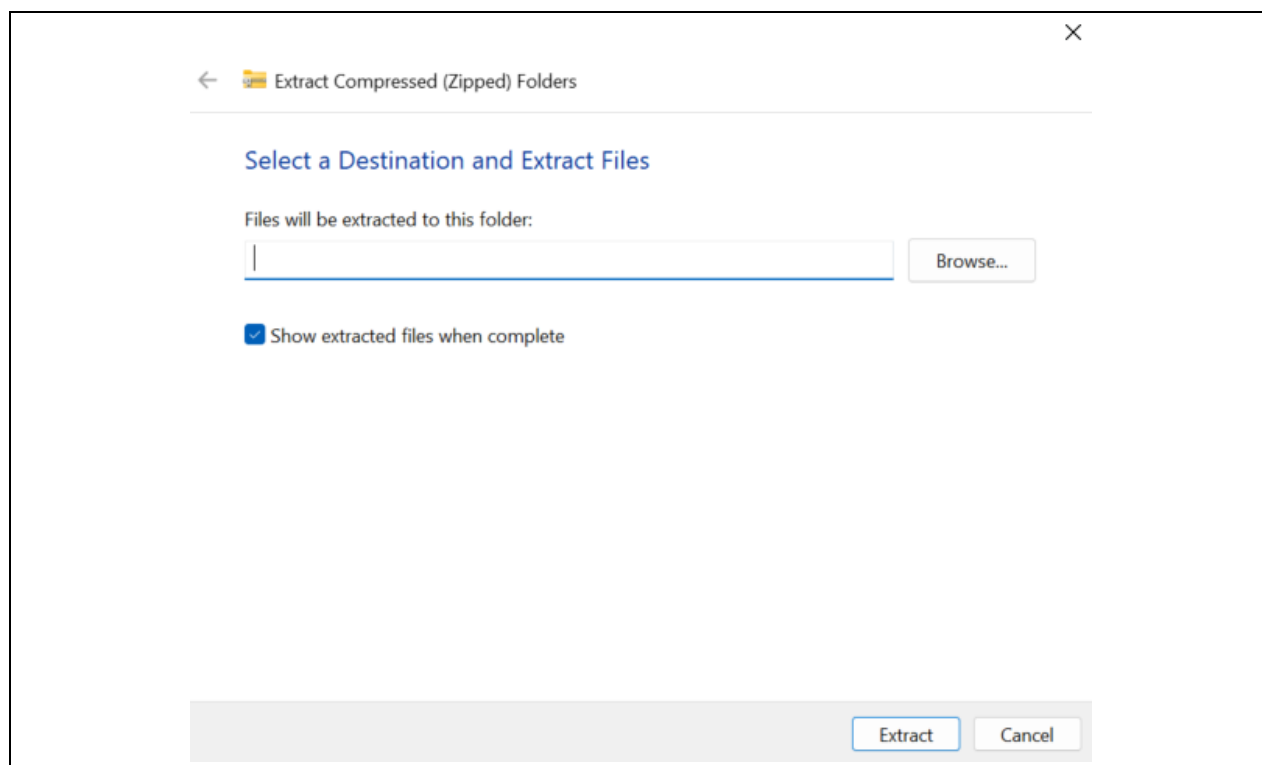 Extract Compressed (Zipped) Folders
Select a Destination and Extract Files
Files will be extracted to this folder:
Browse...
Show extracted files when complete
Extract Cancel